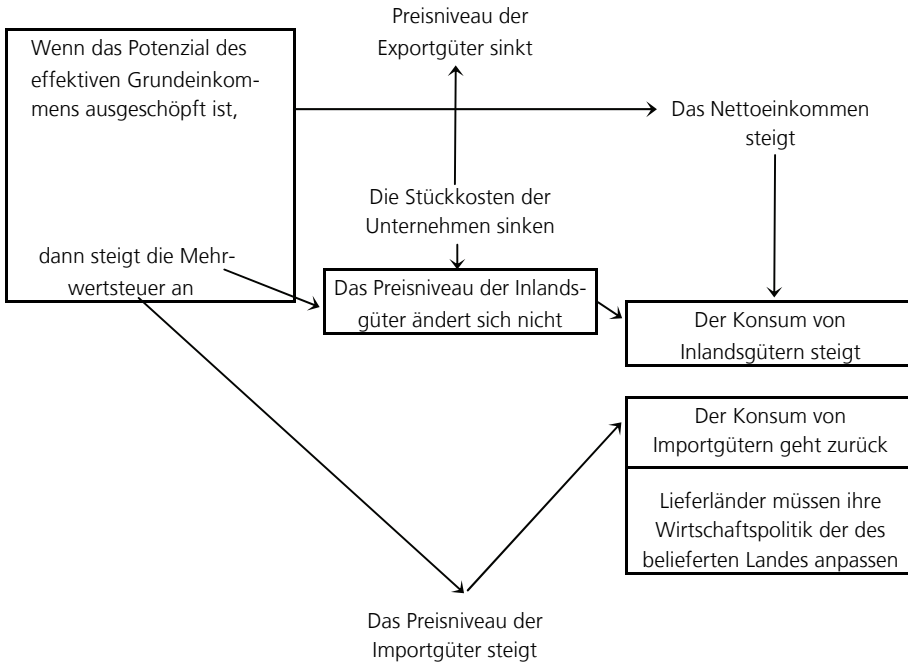 Preisniveau der
Exportgüter sinkt
Wenn das Potenzial des
effektiven Grundeinkom-
mens ausgeschöpft ist,
Das Nettoeinkommen
steigt
Die Stückkosten der
Unternehmen sinken
dann steigt die Mehr-
wertsteuer an
Das Preisniveau der Inlands-
güter ändert sich nicht
Der Konsum von
Inlandsgütern steigt
Der Konsum von
Importgütern geht zurück
Lieferländer müssen ihre
Wirtschaftspolitik der des
belieferten Landes anpassen
Das Preisniveau der
Importgüter steigt